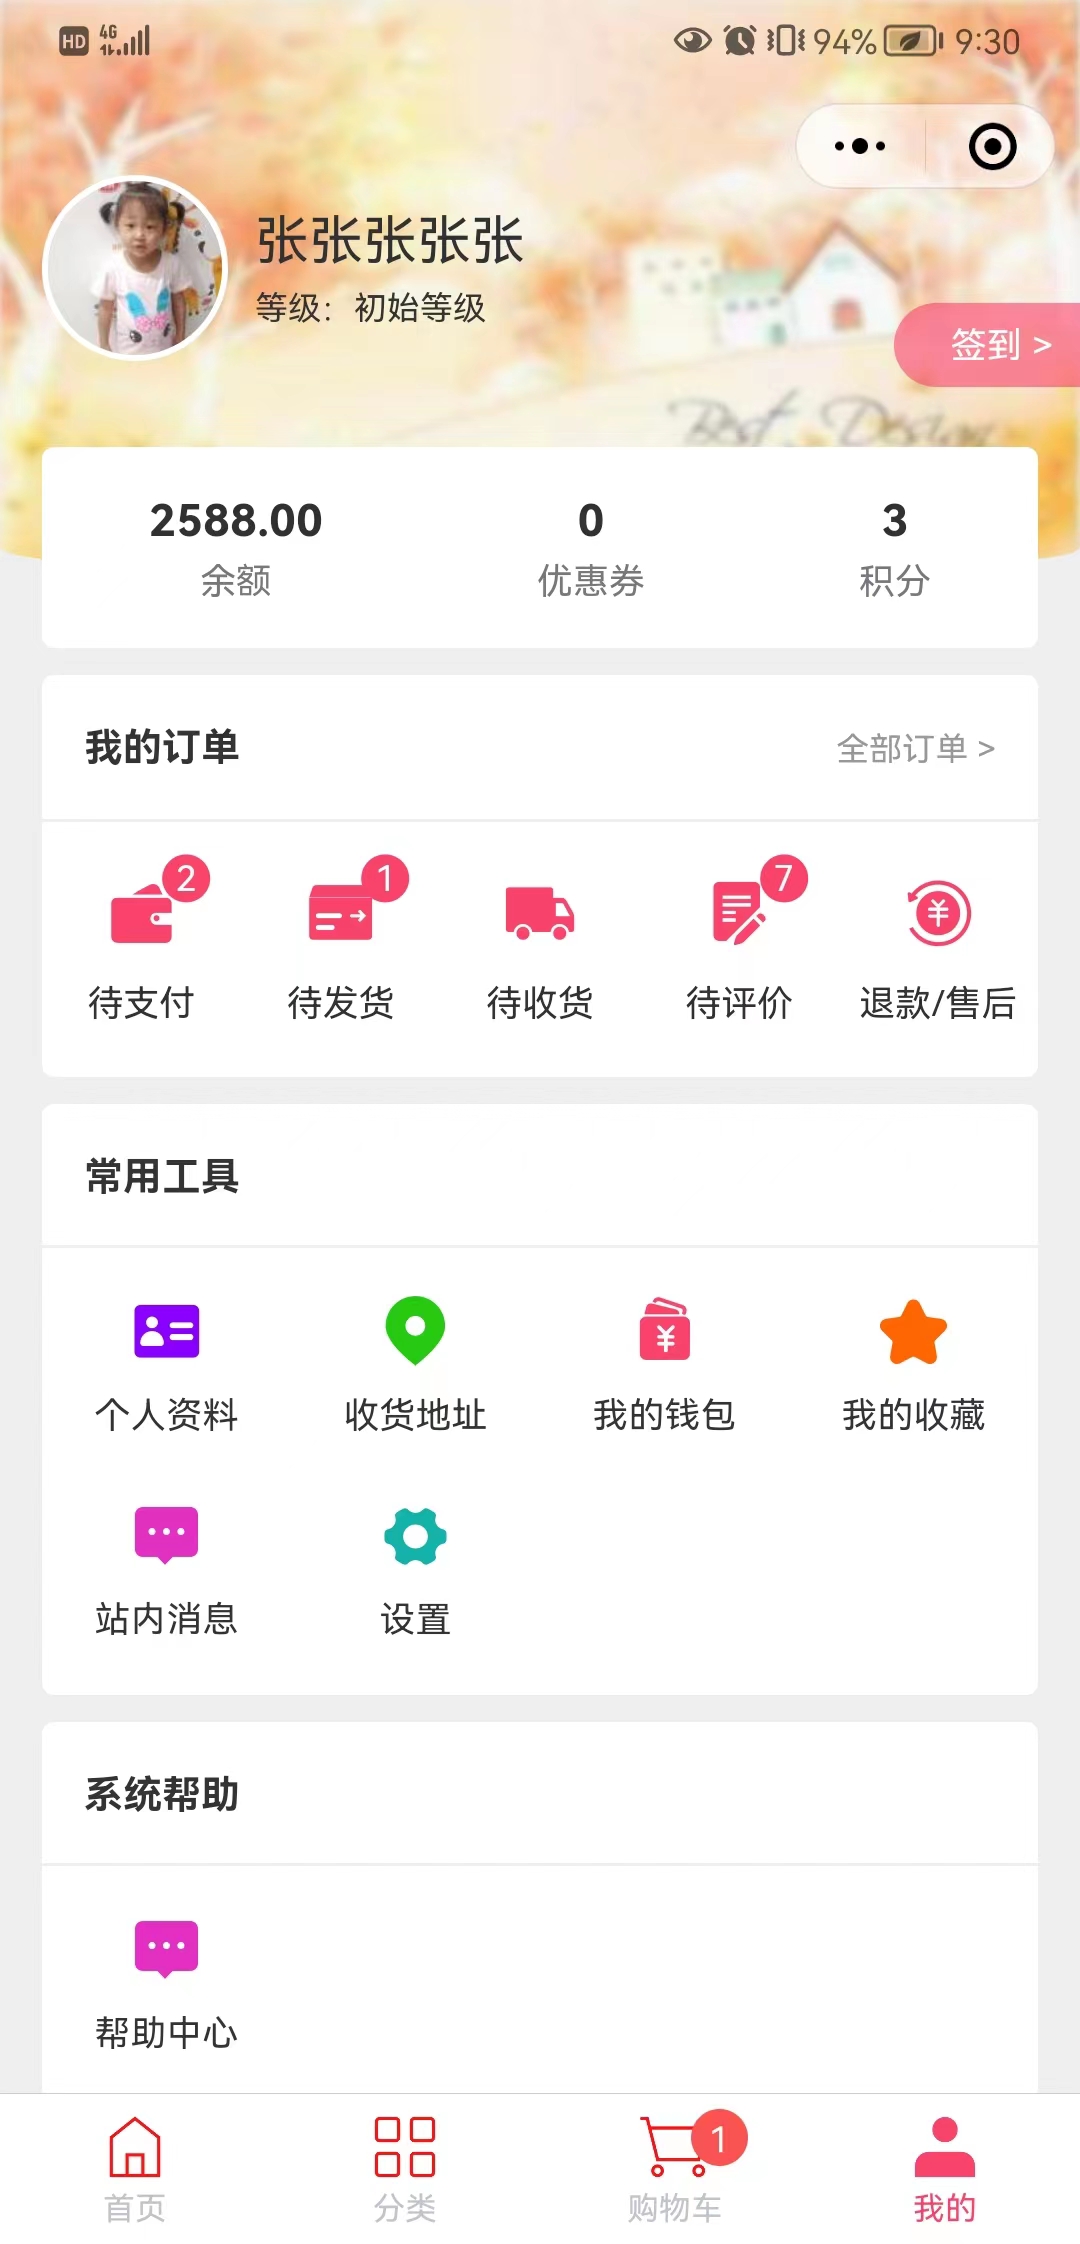 HD 4G 94% 9:30
张张张张张
等级：初始等级
签到 >
Best Design
2588.00 0 3
余额 优惠券 积分
我的订单 全部订单 >
2 1 7
待支付 待发货 待收货 待评价 退款/售后
常用工具
个人资料 收货地址 我的钱包 我的收藏
站内消息 设置
系统帮助
帮助中心
1
首页 分类 购物车 我的